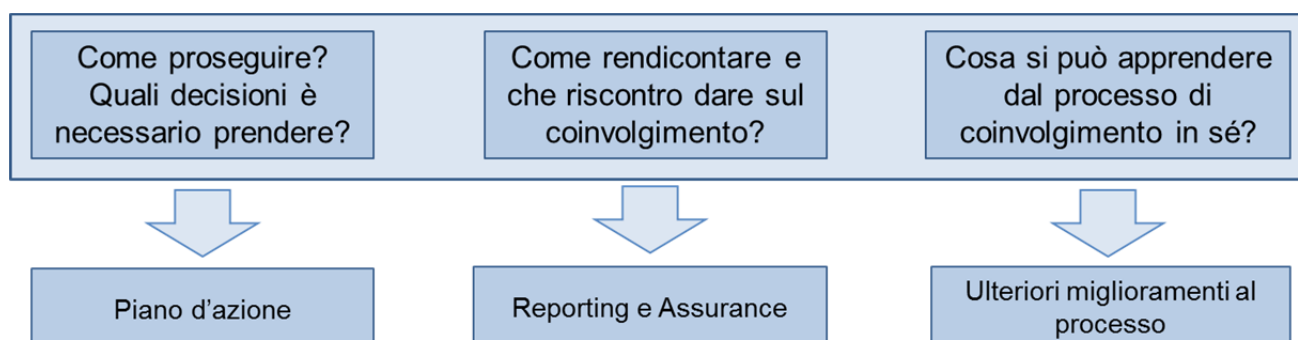 Come proseguire?
Quali decisioni è
necessario prendere?
Come rendicontare e
che riscontro dare sul
coinvolgimento?
Cosa si può apprendere
dal processo di
coinvolgimento in sé?
Piano d’azione
Reporting e Assurance
Ulteriori miglioramenti al
processo